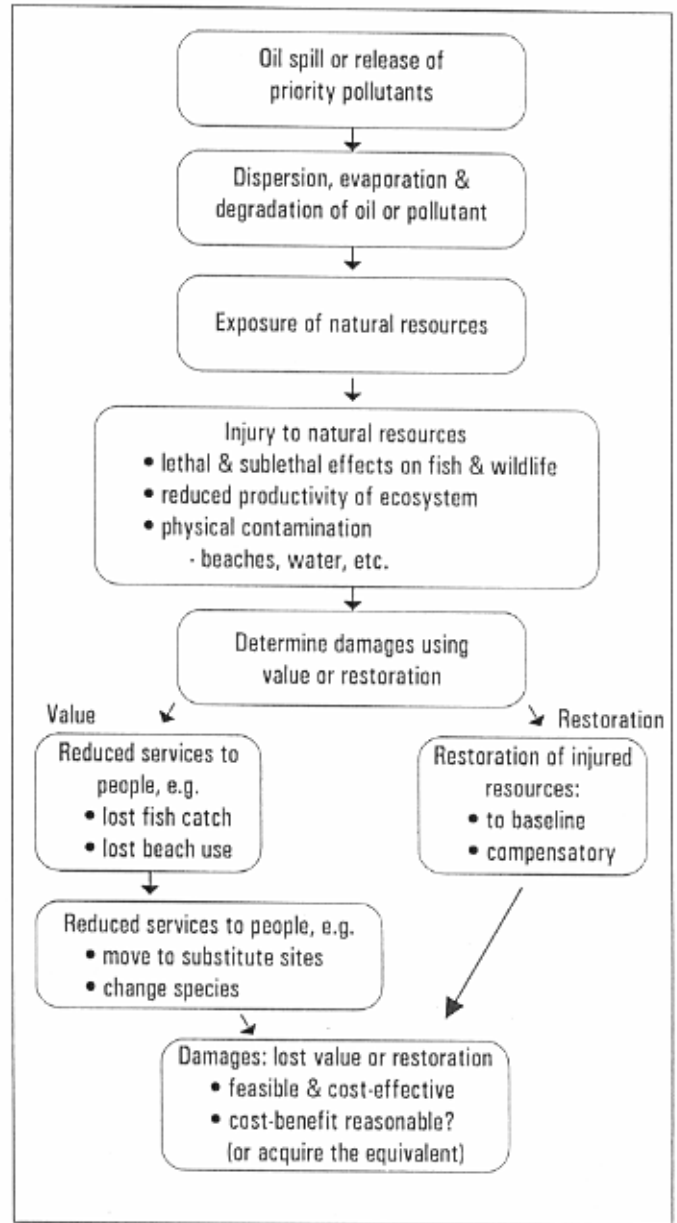 Oil spill or release of
priority pollutants
Dispersion, evaporation &
degradation of oil or pollutant
Exposure of natural resources
Injury to natural resources
• lethal & sublethal effects on fish & wildlife
• reduced productivity of ecosystem
• physical contamination
- beaches, water, etc.
Determine damages using
value or restoration
Value
Reduced services to
people, e.g.
• lost fish catch
• lost beach use
Restoration
Restoration of injured
resources:
• to baseline
• compensatory
Reduced services to people, e.g.
• move to substitute sites
• change species
Damages: lost value or restoration
• feasible & cost-effective
• cost-benefit reasonable?
(or acquire the equivalent)